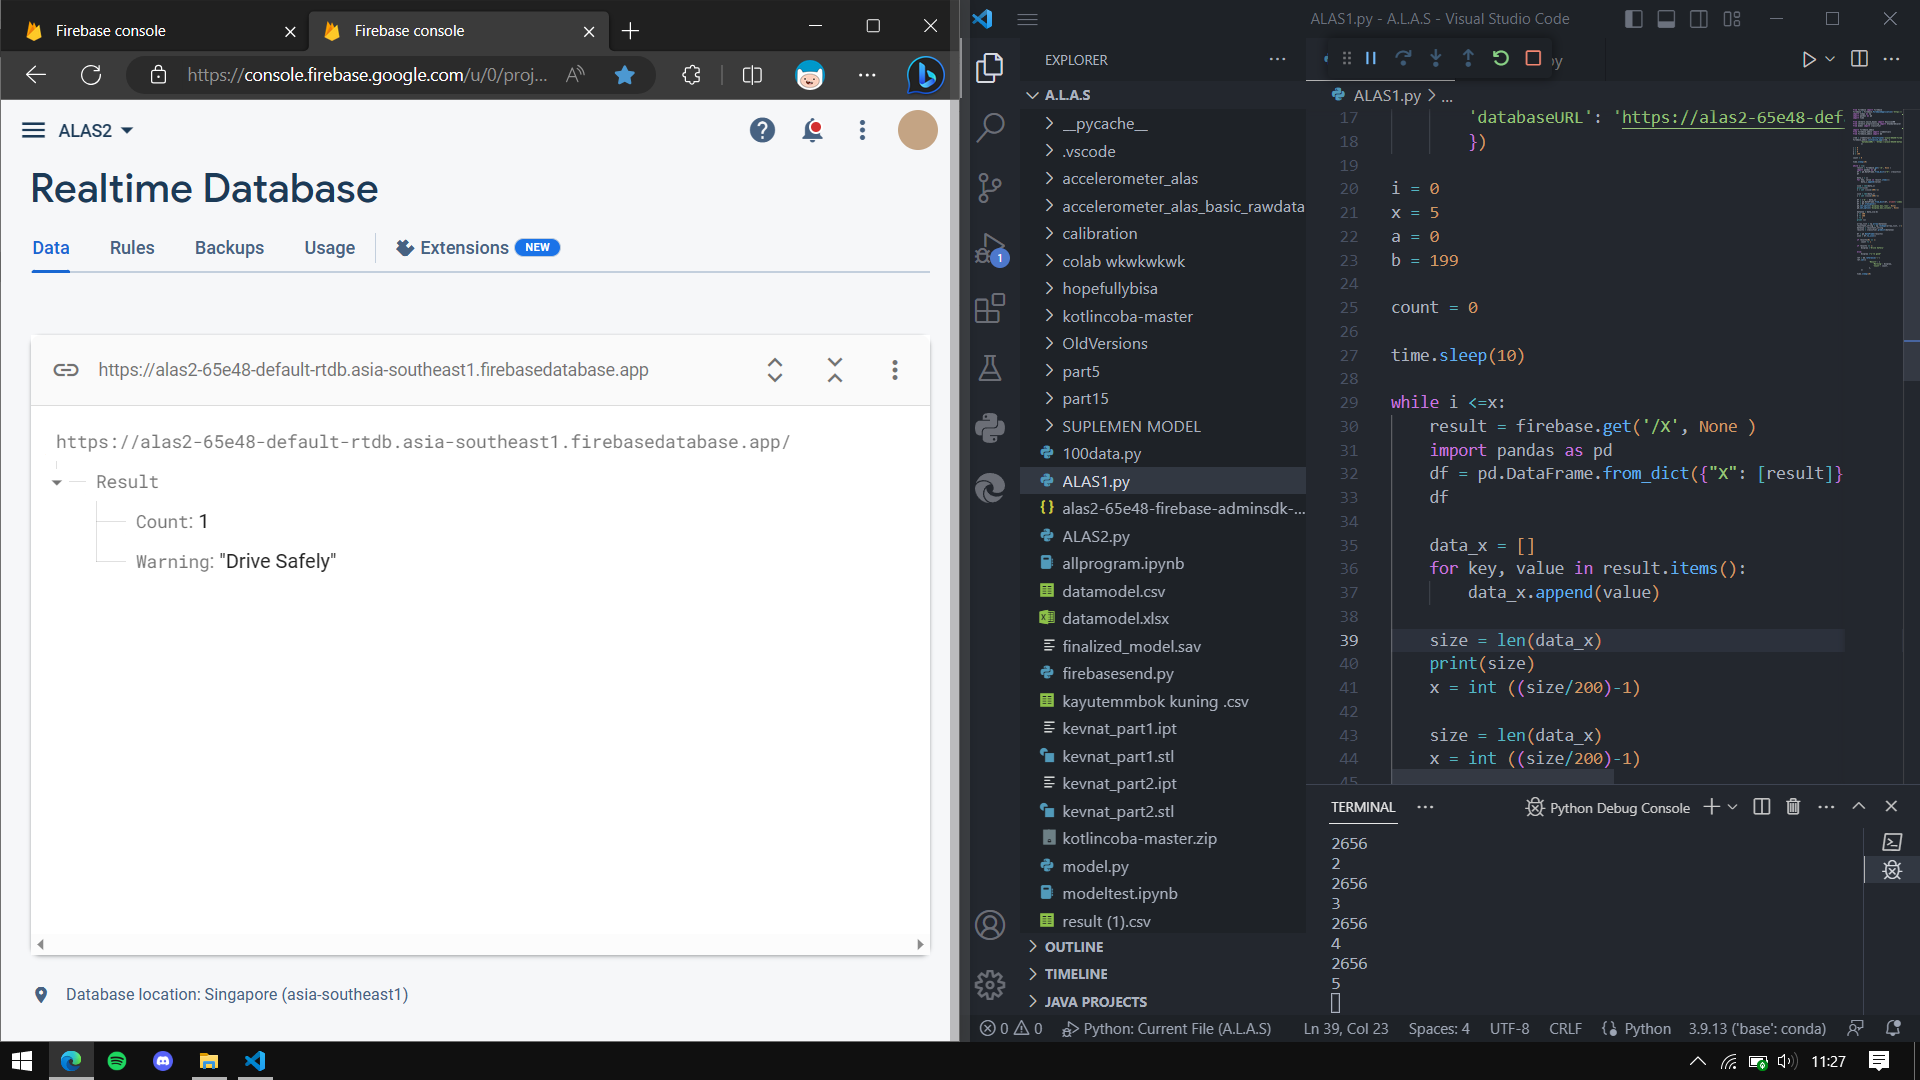 Firebase console
Firebase console
https://console.firebase.google.com/u/0/proj...
ALAS2
Realtime Database
Data
Rules
Backups
Usage
Extensions
NEW
https://alas2-65e48-default-rtdb.asia-southeast1.firebasedatabase.app
https://alas2-65e48-default-rtdb.asia-southeast1.firebasedatabase.app/
Result
Count: 1
Warning: "Drive Safely"
Database location: Singapore (asia-southeast1)
ALAS1.py - A.L.A.S - Visual Studio Code
EXPLORER
A.L.A.S
__pycache__
.vscode
accelerometer_alas
accelerometer_alas_basic_rawdata
calibration
colab wkwkwkwk
hopefullybisa
kotlincoba-master
OldVersions
part5
part15
SUPLEMEN MODEL
100data.py
ALAS1.py
alas2-65e48-firebase-adminsdk-...
ALAS2.py
allprogram.ipynb
datamodel.csv
datamodel.xlsx
finalized_model.sav
firebasesend.py
kayutemmbok kuning .csv
kevnat_part1.ipt
kevnat_part1.stl
kevnat_part2.ipt
kevnat_part2.stl
kotlincoba-master.zip
model.py
modeltest.ipynb
result (1).csv
OUTLINE
TIMELINE
JAVA PROJECTS
1
py
ALAS1.py > ...
17 'databaseURL': 'https://alas2-65e48-def
18 })
19
20 i = 0
21 x = 5
22 a = 0
23 b = 199
24
25 count = 0
26
27 time.sleep(10)
28
29 while i <=x:
30 result = firebase.get('/X', None )
31 import pandas as pd
32 df = pd.DataFrame.from_dict({"X": [result]}
33 df
34
35 data_x = []
36 for key, value in result.items():
37 data_x.append(value)
38
39 size = len(data_x)
40 print(size)
41 x = int ((size/200)-1)
42
43 size = len(data_x)
44 x = int ((size/200)-1)
45
TERMINAL
Python Debug Console
2656
2
2656
3
2656
4
2656
5
0 0
Python: Current File (A.L.A.S)
Ln 39, Col 23
Spaces: 4
UTF-8
CRLF
Python
3.9.13 ('base': conda)
11:27